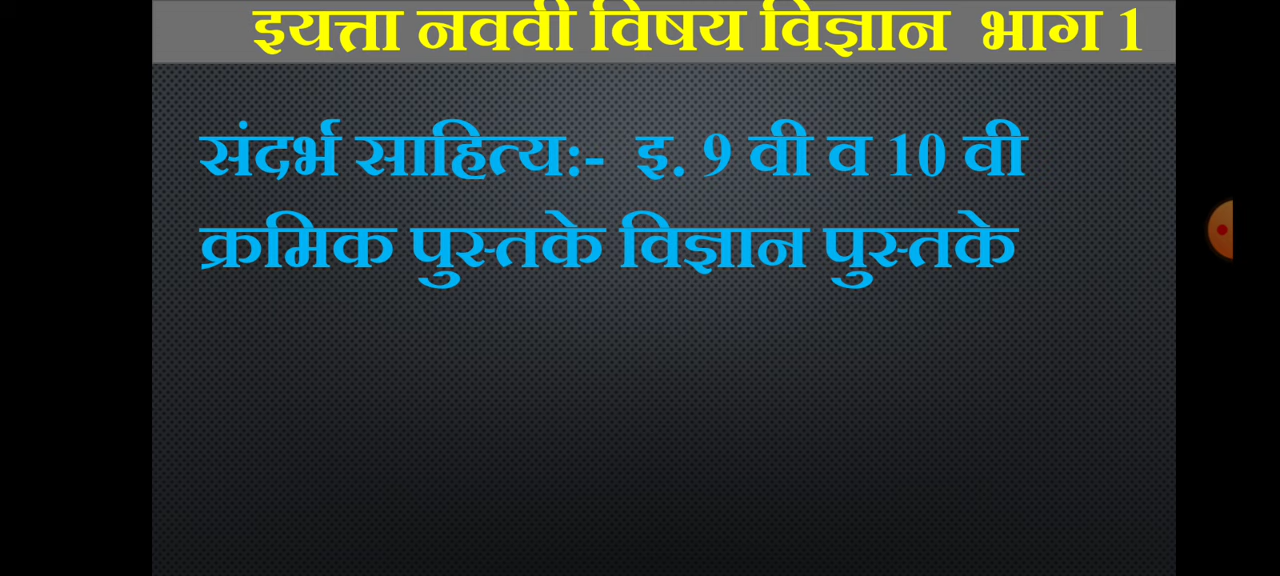 इयत्ता नववी विषय विज्ञान भाग 1
संदर्भ साहित्य:- इ. 9 वी व 10 वी
क्रमिक पुस्तके विज्ञान पुस्तके